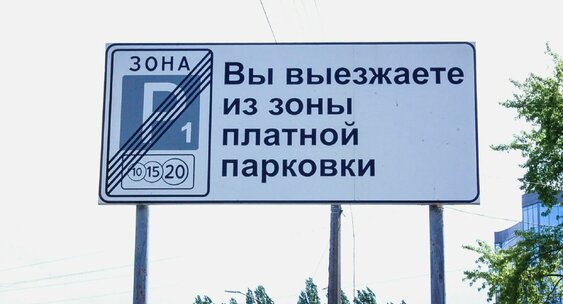 ЗОНА
P 1
10 15 20
Вы выезжаете
из зоны
платной
парковки